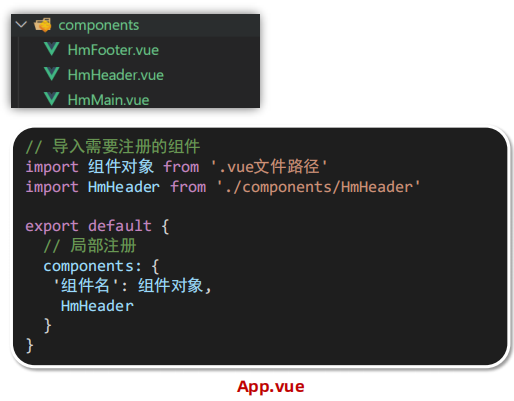 components
HmFooter.vue
HmHeader.vue
HmMain.vue
// 导入需要注册的组件
import 组件对象 from '.vue文件路径'
import HmHeader from './components/HmHeader'
export default {
// 局部注册
components: {
'组件名': 组件对象,
HmHeader
}
}
App.vue